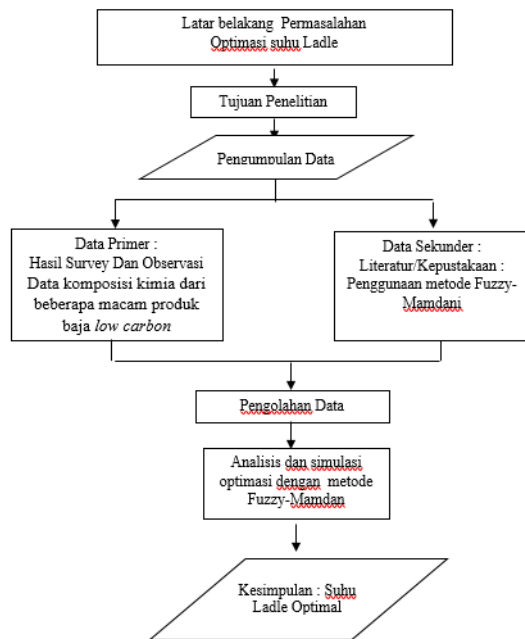 Latar belakang Permasalahan
Optimasi suhu Ladle
Tujuan Penelitian
Pengumpulan Data
Data Primer :
Hasil Survey Dan Observasi
Data komposisi kimia dari
beberapa macam produk
baja low carbon
Data Sekunder :
Literatur/Kepustakaan :
Penggunaan metode Fuzzy-
Mamdani
Pengolahan Data
Analisis dan simulasi
optimasi dengan metode
Fuzzy-Mamdan
Kesimpulan : Suhu
Ladle Optimal